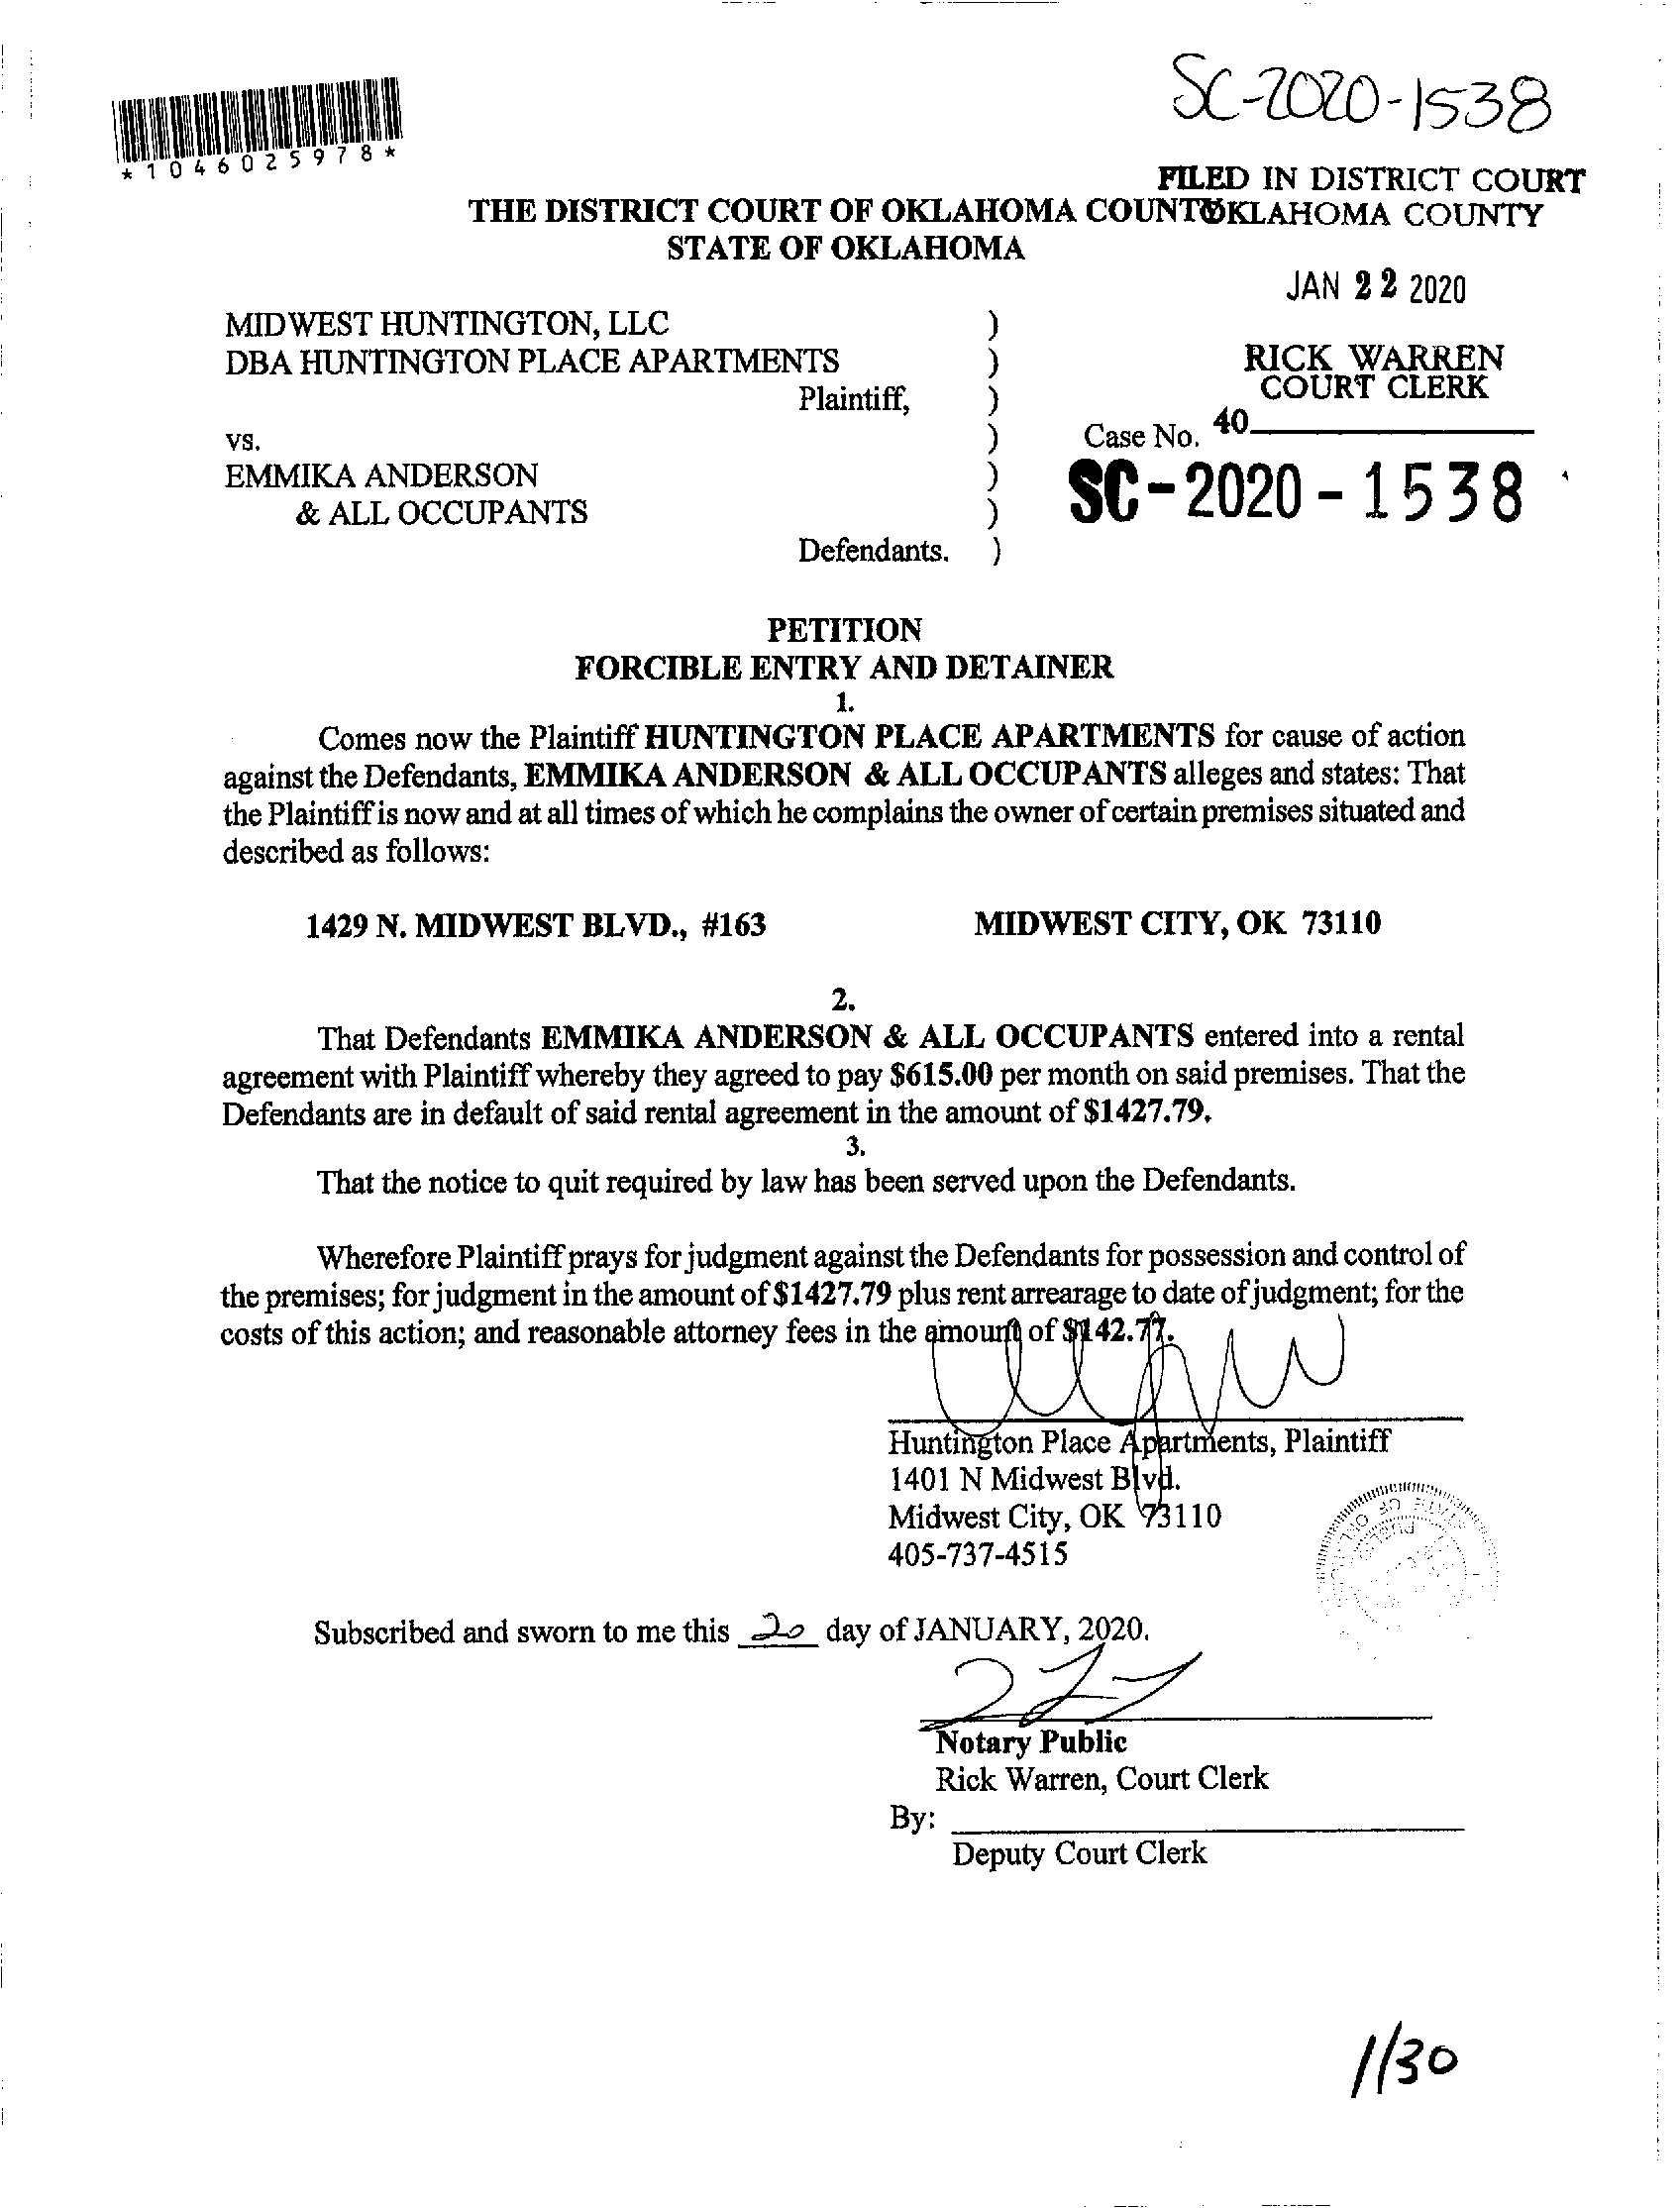 SC-2020-1538
*1046025978*
FILED IN DISTRICT COURT
THE DISTRICT COURT OF OKLAHOMA COUNTY OKLAHOMA COUNTY
STATE OF OKLAHOMA
JAN 22 2020
MIDWEST HUNTINGTON, LLC )
DBA HUNTINGTON PLACE APARTMENTS ) RICK WARREN
Plaintiff, ) COURT CLERK
vs. ) Case No. 40
EMMIKA ANDERSON ) SC-2020-1538
& ALL OCCUPANTS )
Defendants. )
PETITION
FORCIBLE ENTRY AND DETAINER
1.
Comes now the Plaintiff HUNTINGTON PLACE APARTMENTS for cause of action
against the Defendants, EMMIKA ANDERSON & ALL OCCUPANTS alleges and states: That
the Plaintiff is now and at all times of which he complains the owner of certain premises situated and
described as follows:
1429 N. MIDWEST BLVD., #163 MIDWEST CITY, OK 73110
2.
That Defendants EMMIKA ANDERSON & ALL OCCUPANTS entered into a rental
agreement with Plaintiff whereby they agreed to pay $615.00 per month on said premises. That the
Defendants are in default of said rental agreement in the amount of $1427.79.
3.
That the notice to quit required by law has been served upon the Defendants.
Wherefore Plaintiff prays for judgment against the Defendants for possession and control of
the premises; for judgment in the amount of $1427.79 plus rent arrearage to date of judgment; for the
costs of this action; and reasonable attorney fees in the amount of $142.77.
Huntington Place Apartments, Plaintiff
1401 N Midwest Blvd.
Midwest City, OK 73110
405-737-4515
Subscribed and sworn to me this 20 day of JANUARY, 2020.
Notary Public
Rick Warren, Court Clerk
By:
Deputy Court Clerk
1/30